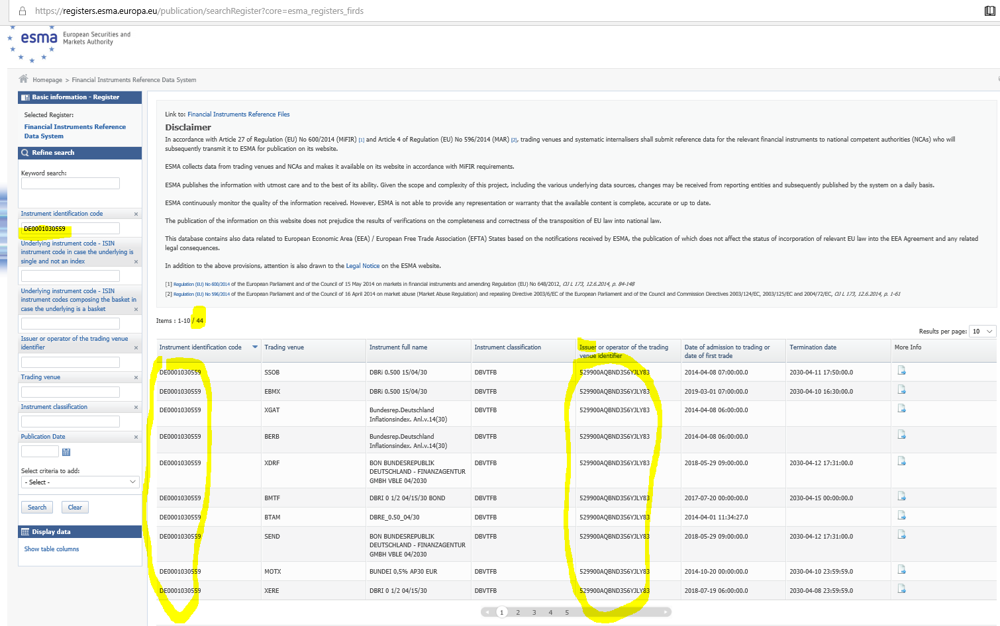 https://registers.esma.europa.eu/publication/searchRegister?core=esma_registers_firds
esma
European Securities and
Markets Authority
Homepage > Financial Instruments Reference Data System
Basic information - Register
Selected Register:
Financial Instruments Reference
Data System
Refine search
Keyword search:
Instrument identification code ×
DE0001030559
Underlying instrument code - ISIN
instrument code in case the underlying is
single and not an index ×
Underlying instrument code - ISIN
instrument codes composing the basket in
case the underlying is a basket ×
Issuer or operator of the trading venue
identifier ×
Trading venue ×
Instrument classification ×
Publication Date ×
Select criteria to add:
- Select -
Search Clear
Display data
Show table columns
Link to: Financial Instruments Reference Files
Disclaimer
In accordance with Article 27 of Regulation (EU) No 600/2014 (MiFIR) [1] and Article 4 of Regulation (EU) No 596/2014 (MAR) [2], trading venues and systematic internalisers shall submit reference data for the relevant financial instruments to national competent authorities (NCAs) who will
subsequently transmit it to ESMA for publication on its website.
ESMA collects data from trading venues and NCAs and makes it available on its website in accordance with MiFIR requirements.
ESMA publishes the information with utmost care and to the best of its ability. Given the scope and complexity of this project, including the various underlying data sources, changes may be received from reporting entities and subsequently published by the system on a daily basis.
ESMA continuously monitor the quality of the information received. However, ESMA is not able to provide any representation or warranty that the available content is complete, accurate or up to date.
The publication of the information on this website does not prejudice the results of verifications on the completeness and correctness of the transposition of EU law into national law.
This database contains also data related to European Economic Area (EEA) / European Free Trade Association (EFTA) States based on the notifications received by ESMA, the publication of which does not affect the status of incorporation of relevant EU law into the EEA Agreement and any related
legal consequences.
In addition to the above provisions, attention is also drawn to the Legal Notice on the ESMA website.
[1] Regulation (EU) No 600/2014 of the European Parliament and of the Council of 15 May 2014 on markets in financial instruments and amending Regulation (EU) No 648/2012, OJ L 173, 12.6.2014, p. 84-148
[2] Regulation (EU) No 596/2014 of the European Parliament and of the Council of 16 April 2014 on market abuse (Market Abuse Regulation) and repealing Directive 2003/6/EC of the European Parliament and of the Council and Commission Directives 2003/124/EC, 2003/125/EC and 2004/72/EC, OJ L 173, 12.6.2014, p. 1-61
Items : 1-10 / 44
Results per page: 10
Instrument identification code Trading venue Instrument full name Instrument classification Issuer or operator of the trading Date of admission to trading or Termination date More Info
venue identifier date of first trade
DE0001030559 SSOB DBRi 0.500 15/04/30 DBVTFB 529900AQBND3S6YJLY83 2014-04-08 07:00:00.0 2030-04-11 17:50:00.0
DE0001030559 EBMX DBRi 0.500 15/04/30 DBVTFB 529900AQBND3S6YJLY83 2019-03-01 07:00:00.0 2030-04-10 16:30:00.0
DE0001030559 XGAT Bundesrep.Deutschland DBVTFB 529900AQBND3S6YJLY83 2014-04-08 06:00:00.0
Inflationsindex. Anl.v.14(30)
DE0001030559 BERB Bundesrep.Deutschland DBVTFB 529900AQBND3S6YJLY83 2014-04-08 06:00:00.0
Inflationsindex. Anl.v.14(30)
DE0001030559 XDRF BON BUNDESREPUBLIK DBVTFB 529900AQBND3S6YJLY83 2018-05-29 09:00:00.0 2030-04-12 17:31:00.0
DEUTSCHLAND - FINANZAGENTUR
GMBH VBLE 04/2030
DE0001030559 BMTF DBRI 0 1/2 04/15/30 BOND DBVTFB 529900AQBND3S6YJLY83 2017-07-20 00:00:00.0 2030-04-15 00:00:00.0
DE0001030559 BTAM DBRE_0.50_04/30 DBVTFB 529900AQBND3S6YJLY83 2014-04-01 11:34:27.0
DE0001030559 SEND BON BUNDESREPUBLIK DBVTFB 529900AQBND3S6YJLY83 2018-05-29 09:00:00.0 2030-04-12 17:31:00.0
DEUTSCHLAND - FINANZAGENTUR
GMBH VBLE 04/2030
DE0001030559 MOTX BUNDEI 0,5% AP30 EUR DBVTFB 529900AQBND3S6YJLY83 2014-10-20 00:00:00.0 2030-04-10 23:59:59.0
DE0001030559 XERE DBRI 0 1/2 04/15/30 DBVTFB 529900AQBND3S6YJLY83 2018-07-19 06:00:00.0 2030-04-08 23:59:59.0
1 2 3 4 5